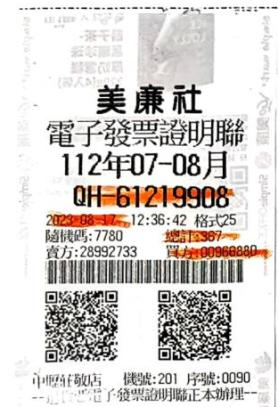 美廉社
電子發票證明聯
112年07-08月
QH-61219908
2023-08-17 12:36:42 格式25
隨機碼:7780 總計:387
賣方:28992733 買方:00966880
中壢莊敬店 機號:201 序號:0090
電子發票證明聯正本辦理--